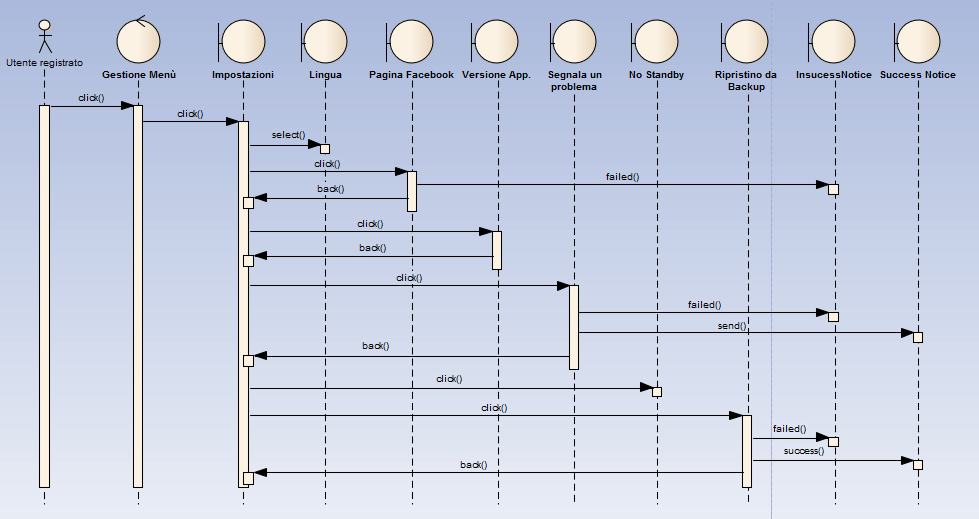 Utente registrato
Gestione Menù
Impostazioni
Lingua
Pagina Facebook
Versione App.
Segnala un
problema
No Standby
Ripristino da
Backup
InsucessNotice
Success Notice
click()
click()
select()
click()
failed()
back()
click()
back()
click()
failed()
send()
back()
click()
click()
failed()
success()
back()